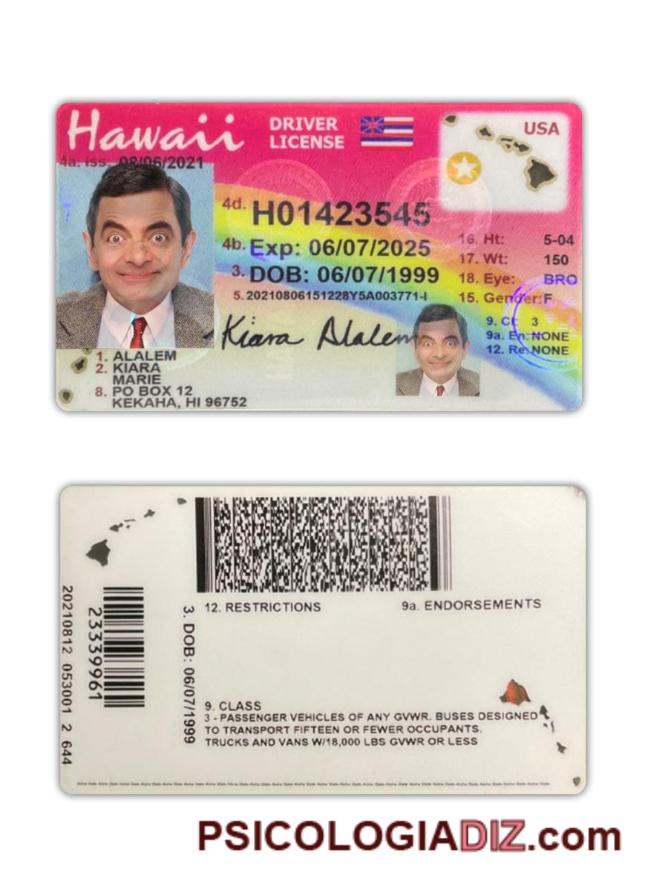 Hawaii DRIVER LICENSE USA
4a. Iss: 08/06/2021
4d. H01423545
4b. Exp: 06/07/2025
3. DOB: 06/07/1999
5. 20210806151228Y5A003771-I
16. Ht: 5-04
17. Wt: 150
18. Eye: BRO
15. Gender: F
9. Cl: 3
9a. En: NONE
12. Re: NONE
Kiara Alalem
1. ALALEM
2. KIARA
MARIE
8. PO BOX 12
KEKAHA, HI 96752
20210812 053001 2 644
23339961
3. DOB: 06/07/1999
12. RESTRICTIONS 9a. ENDORSEMENTS
9. CLASS
3 - PASSENGER VEHICLES OF ANY GVWR. BUSES DESIGNED
TO TRANSPORT FIFTEEN OR FEWER OCCUPANTS.
TRUCKS AND VANS W/18,000 LBS GVWR OR LESS
PSICOLOGIADIZ.com